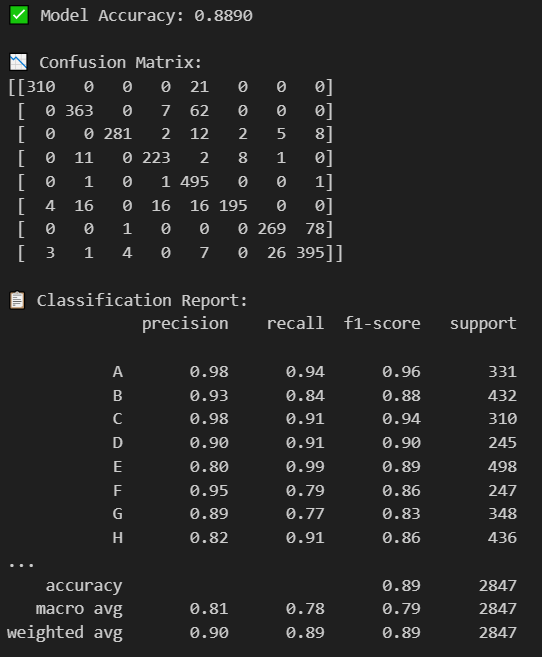 ✅ Model Accuracy: 0.8890
📉 Confusion Matrix:
[[310 0 0 0 21 0 0 0]
[ 0 363 0 7 62 0 0 0]
[ 0 0 281 2 12 2 5 8]
[ 0 11 0 223 2 8 1 0]
[ 0 1 0 1 495 0 0 1]
[ 4 16 0 16 16 195 0 0]
[ 0 0 1 0 0 0 269 78]
[ 3 1 4 0 7 0 26 395]]
📋 Classification Report:
precision recall f1-score support
A 0.98 0.94 0.96 331
B 0.93 0.84 0.88 432
C 0.98 0.91 0.94 310
D 0.90 0.91 0.90 245
E 0.80 0.99 0.89 498
F 0.95 0.79 0.86 247
G 0.89 0.77 0.83 348
H 0.82 0.91 0.86 436
...
accuracy 0.89 2847
macro avg 0.81 0.78 0.79 2847
weighted avg 0.90 0.89 0.89 2847